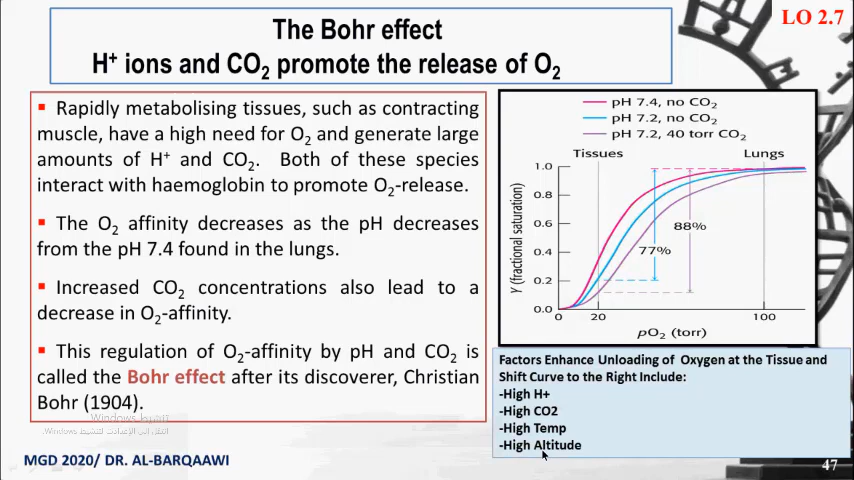 LO 2.7
The Bohr effect
H⁺ ions and CO₂ promote the release of O₂
▪ Rapidly metabolising tissues, such as contracting
muscle, have a high need for O₂ and generate large
amounts of H⁺ and CO₂. Both of these species
interact with haemoglobin to promote O₂-release.
▪ The O₂ affinity decreases as the pH decreases
from the pH 7.4 found in the lungs.
▪ Increased CO₂ concentrations also lead to a
decrease in O₂-affinity.
▪ This regulation of O₂-affinity by pH and CO₂ is
called the Bohr effect after its discoverer, Christian
Bohr (1904).
pH 7.4, no CO₂
pH 7.2, no CO₂
pH 7.2, 40 torr CO₂
Tissues Lungs
1.0
0.8
0.6
0.4
0.2
0.0
Y (fractional saturation)
88%
77%
0 20 100
pO₂ (torr)
Factors Enhance Unloading of Oxygen at the Tissue and
Shift Curve to the Right Include:
-High H+
-High CO2
-High Temp
-High Altitude
تنشيط Windows
انتقل إلى الإعدادات لتنشيط Windows.
MGD 2020/ DR. AL-BARQAAWI
47